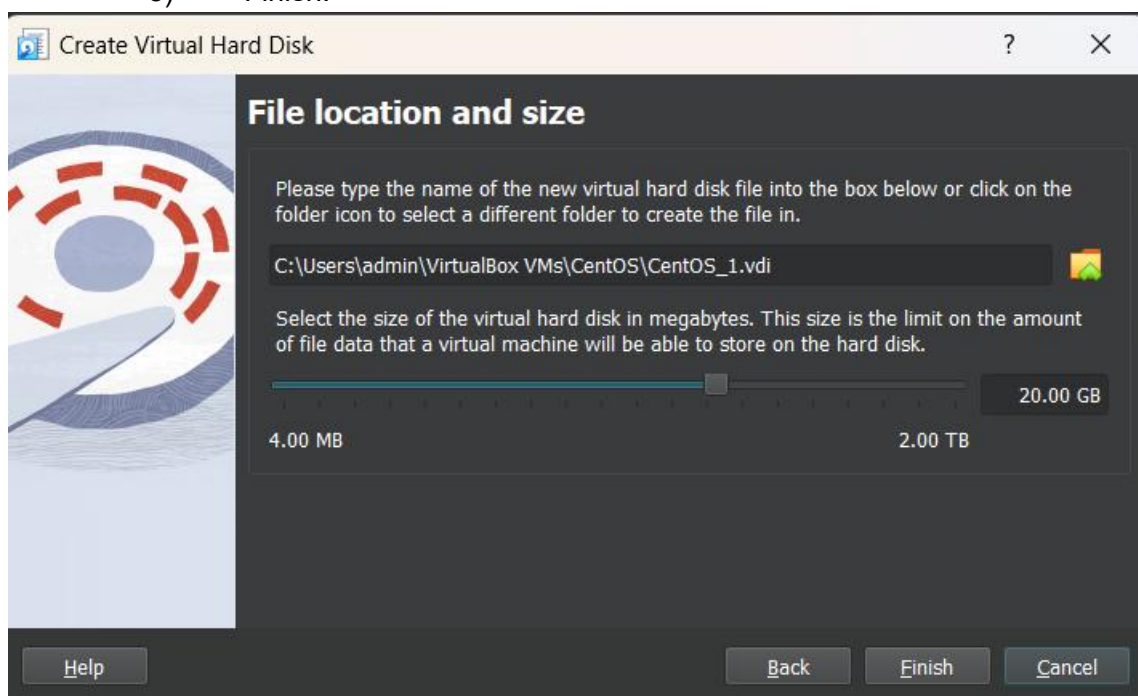 Create Virtual Hard Disk
File location and size
Please type the name of the new virtual hard disk file into the box below or click on the
folder icon to select a different folder to create the file in.
C:\Users\admin\VirtualBox VMs\CentOS\CentOS_1.vdi
Select the size of the virtual hard disk in megabytes. This size is the limit on the amount
of file data that a virtual machine will be able to store on the hard disk.
20.00 GB
4.00 MB 2.00 TB
Help Back Finish Cancel